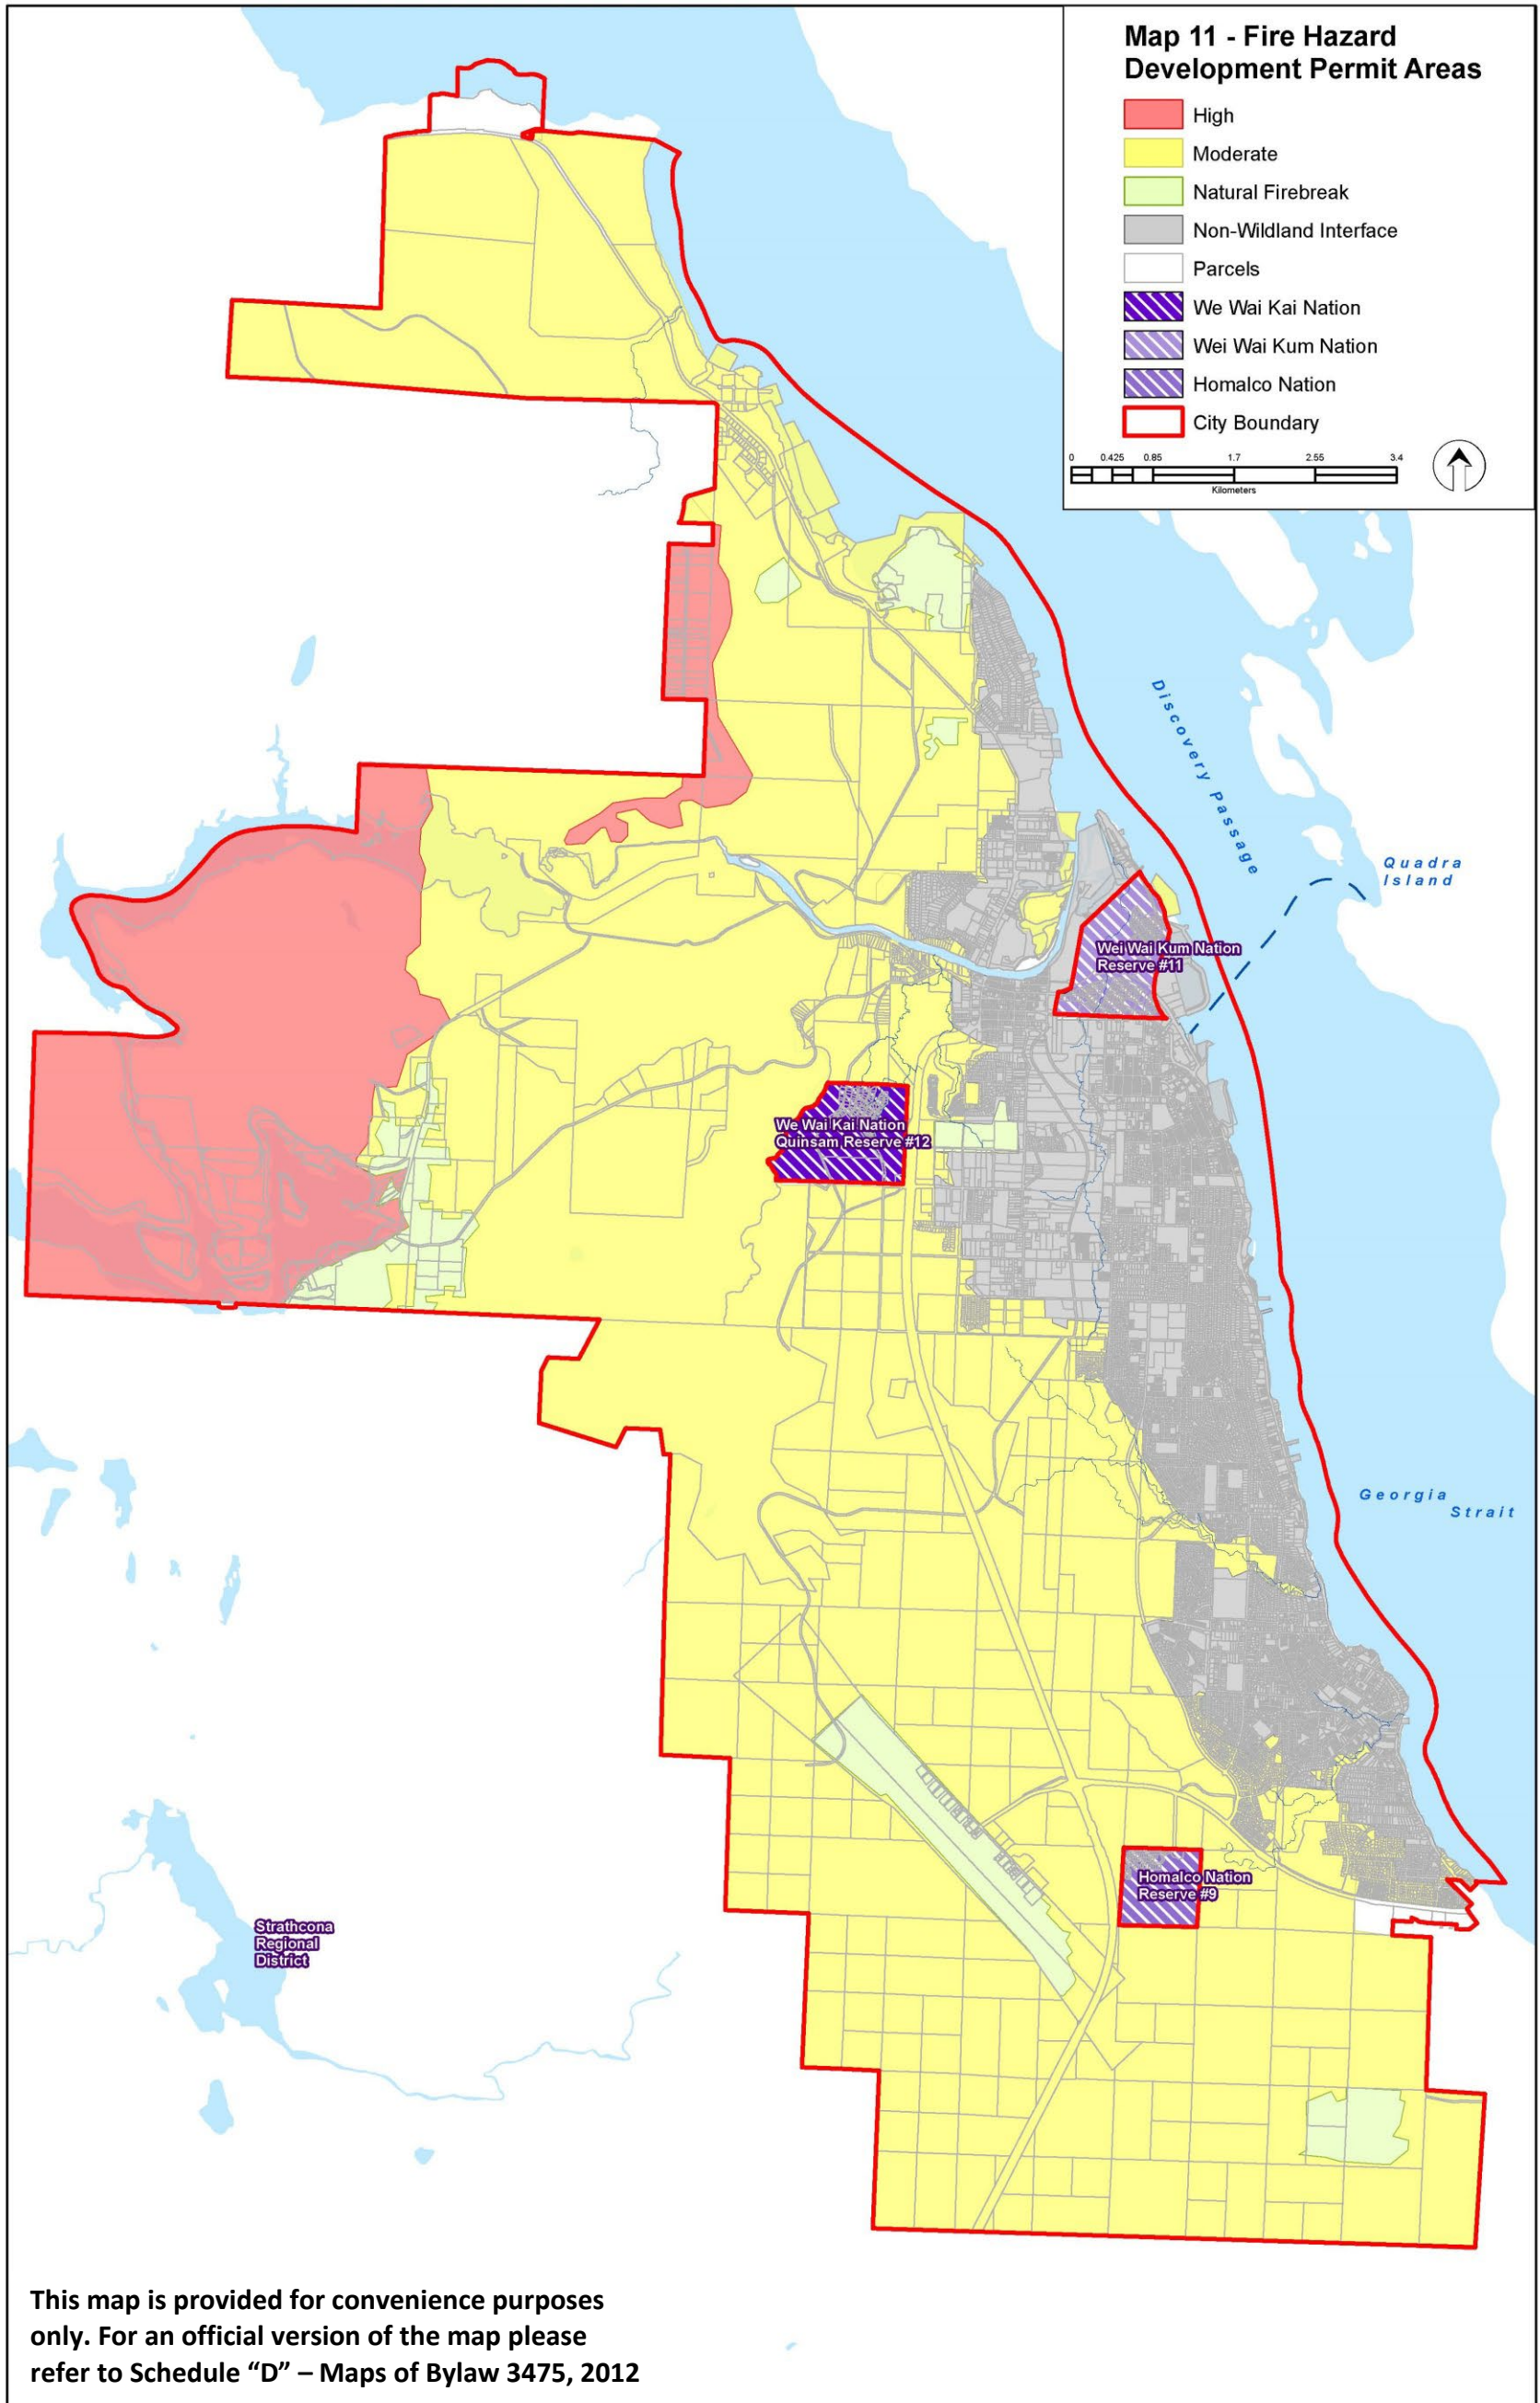 Map 11 - Fire Hazard
Development Permit Areas
High
Moderate
Natural Firebreak
Non-Wildland Interface
Parcels
We Wai Kai Nation
Wei Wai Kum Nation
Homalco Nation
City Boundary
0 0.425 0.85 1.7 2.55 3.4
Kilometers
Discovery Passage
Quadra
Island
Wei Wai Kum Nation
Reserve #11
We Wai Kai Nation
Quinsam Reserve #12
Georgia
Strait
Homalco Nation
Reserve #9
Strathcona
Regional
District
This map is provided for convenience purposes
only. For an official version of the map please
refer to Schedule “D” – Maps of Bylaw 3475, 2012